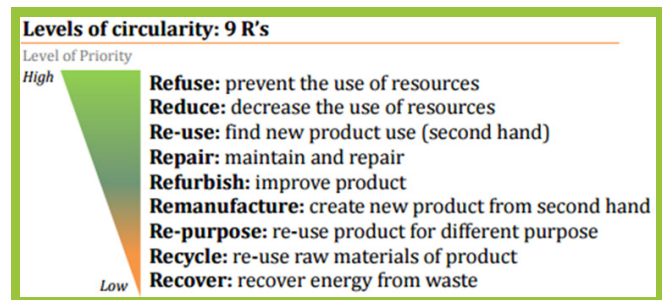 Levels of circularity: 9 R's
Level of Priority
High
Refuse: prevent the use of resources
Reduce: decrease the use of resources
Re-use: find new product use (second hand)
Repair: maintain and repair
Refurbish: improve product
Remanufacture: create new product from second hand
Re-purpose: re-use product for different purpose
Recycle: re-use raw materials of product
Low
Recover: recover energy from waste